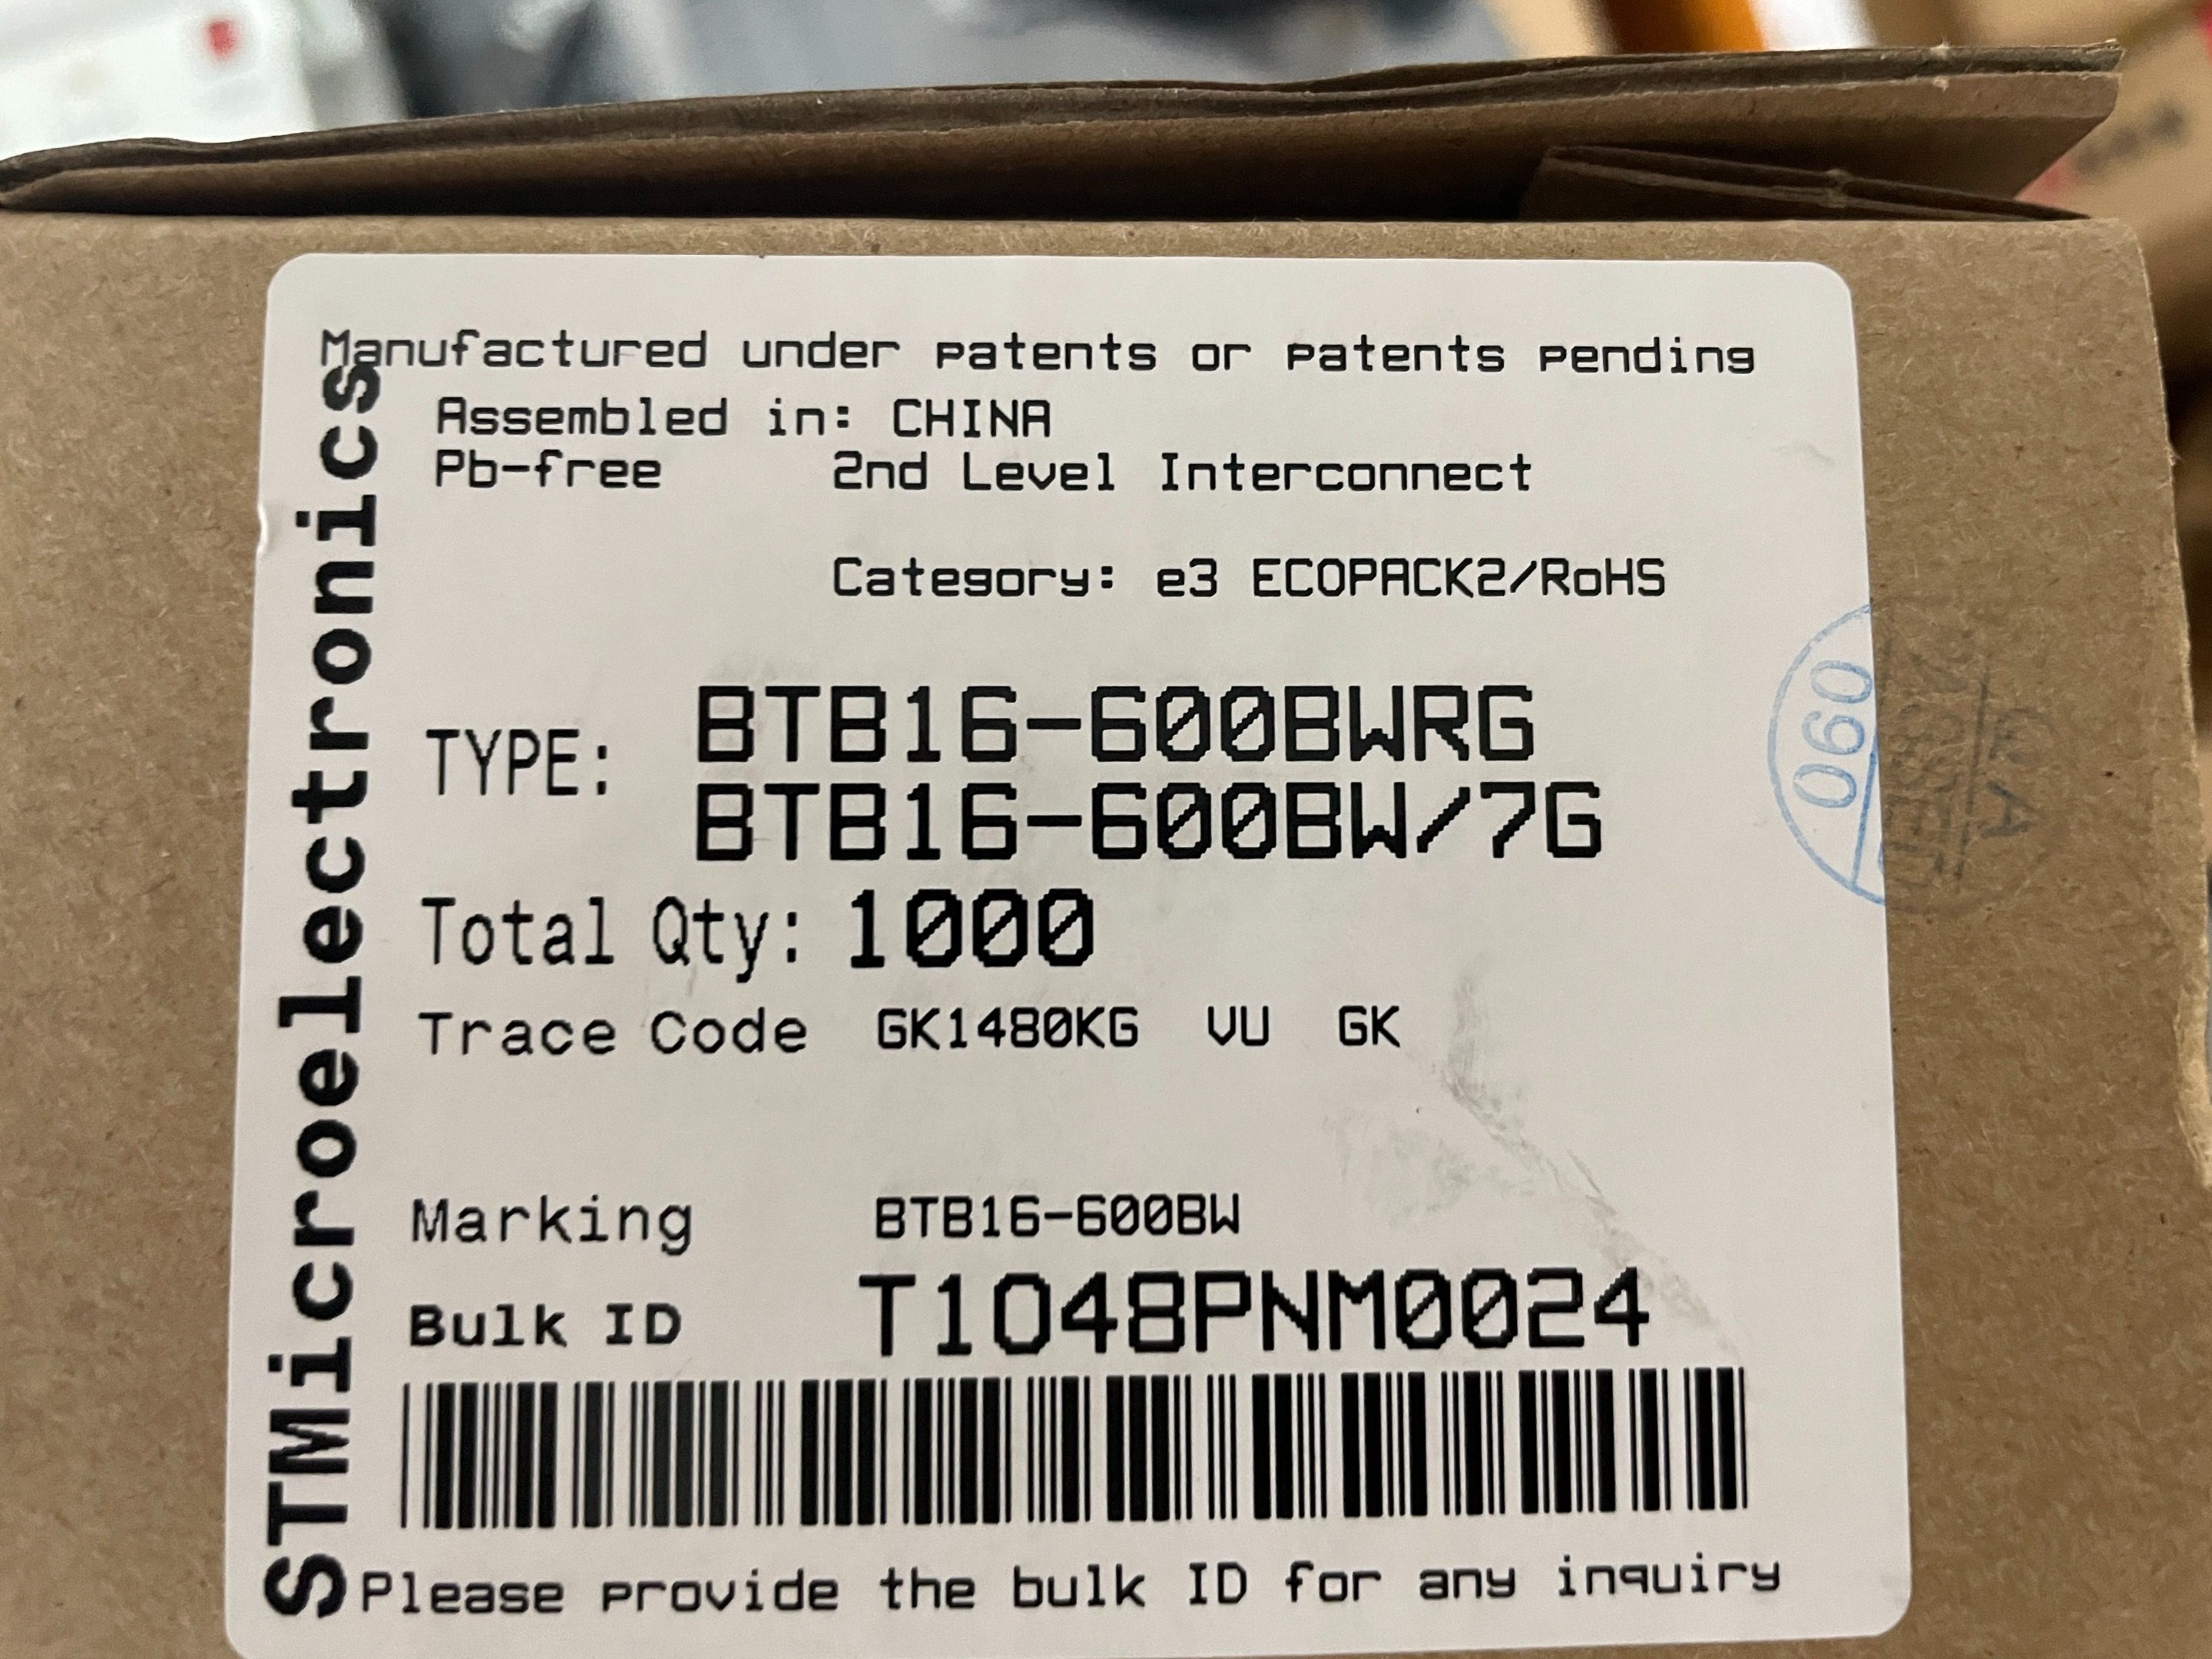 STMicroelectronics
Manufactured under patents or patents pending
Assembled in: CHINA
Pb-free 2nd Level Interconnect
Category: e3 ECOPACK2/RoHS
TYPE: BTB16-600BWRG
BTB16-600BW/7G
Total Qty: 1000
Trace Code GK1480KG VU GK
Marking BTB16-600BW
Bulk ID T1048PNM0024
Please provide the bulk ID for any inquiry
060
QA